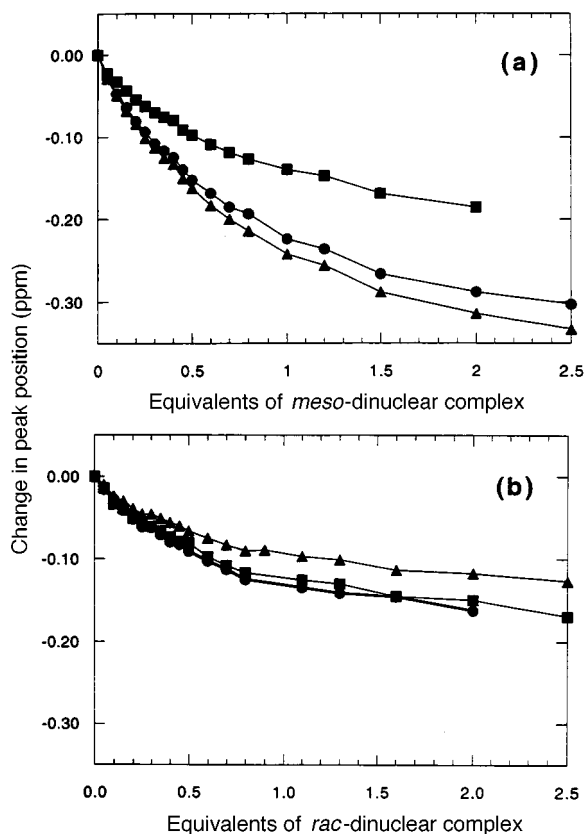 (a)
0.00
-0.10
-0.20
-0.30
0 0.5 1 1.5 2 2.5
Equivalents of meso-dinuclear complex
Change in peak position (ppm)
(b)
0.00
-0.10
-0.20
-0.30
0.0 0.5 1.0 1.5 2.0 2.5
Equivalents of rac-dinuclear complex